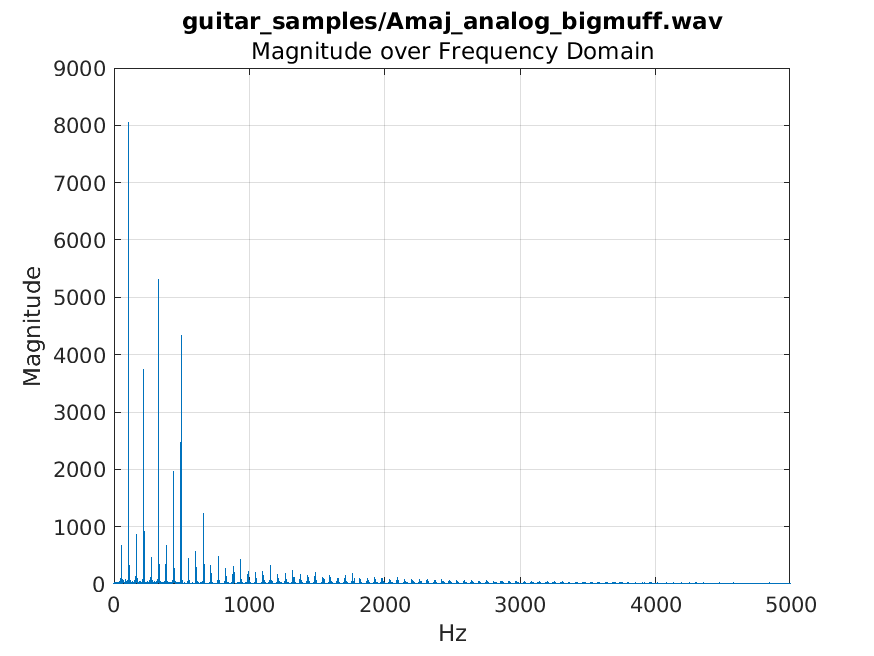 guitar_samples/Amaj_analog_bigmuff.wav
Magnitude over Frequency Domain
9000
8000
7000
6000
5000
4000
3000
2000
1000
0
Magnitude
0 1000 2000 3000 4000 5000
Hz